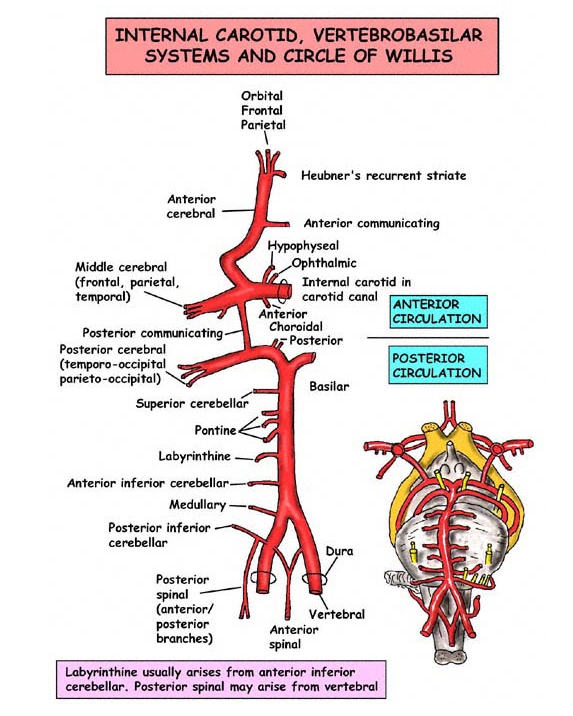 INTERNAL CAROTID, VERTEBROBASILAR
SYSTEMS AND CIRCLE OF WILLIS
Orbital
Frontal
Parietal
Heubner's recurrent striate
Anterior
cerebral
Anterior communicating
Hypophyseal
Ophthalmic
Middle cerebral
(frontal, parietal,
temporal)
Internal carotid in
carotid canal
ANTERIOR
CIRCULATION
Anterior
Choroidal
Posterior
Posterior communicating
Posterior cerebral
(temporo-occipital
parieto-occipital)
POSTERIOR
CIRCULATION
Basilar
Superior cerebellar
Pontine
Labyrinthine
Anterior inferior cerebellar
Medullary
Posterior inferior
cerebellar
Dura
Posterior
spinal
(anterior/
posterior
branches)
Vertebral
Anterior
spinal
Labyrinthine usually arises from anterior inferior
cerebellar. Posterior spinal may arise from vertebral